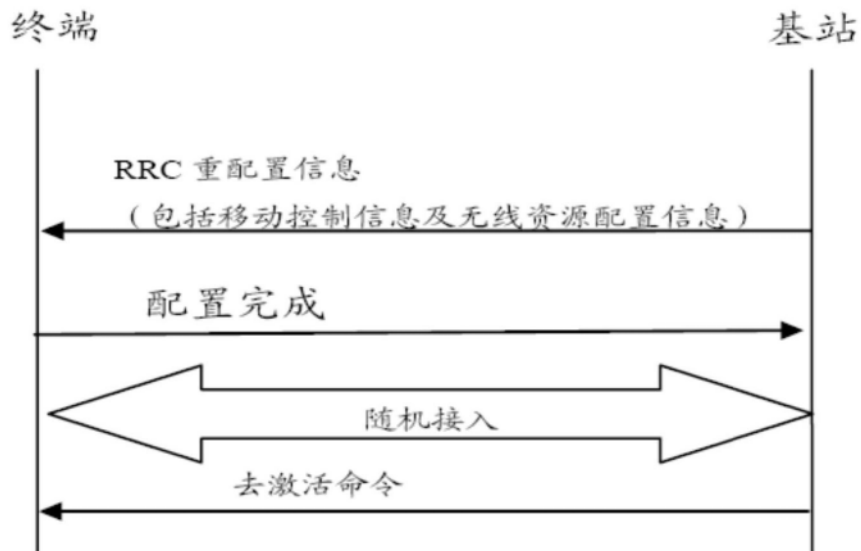 终端
基站
RRC 重配置信息
（包括移动控制信息及无线资源配置信息）
配置完成
随机接入
去激活命令